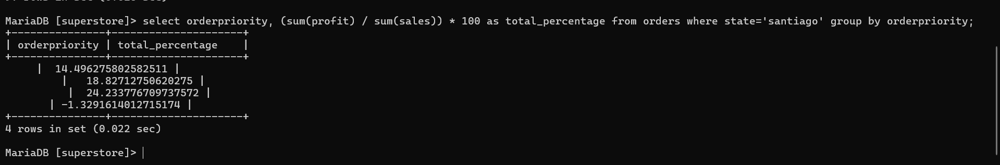 MariaDB [superstore]> select orderpriority, (sum(profit) / sum(sales)) * 100 as total_percentage from orders where state='santiago' group by orderpriority;
+---------------+---------------------+
| orderpriority | total_percentage    |
+---------------+---------------------+
     |  14.496275802582511 |
         |   18.82712750620275 |
          |  24.233776709737572 |
       | -1.3291614012715174 |
+---------------+---------------------+
4 rows in set (0.022 sec)
MariaDB [superstore]>